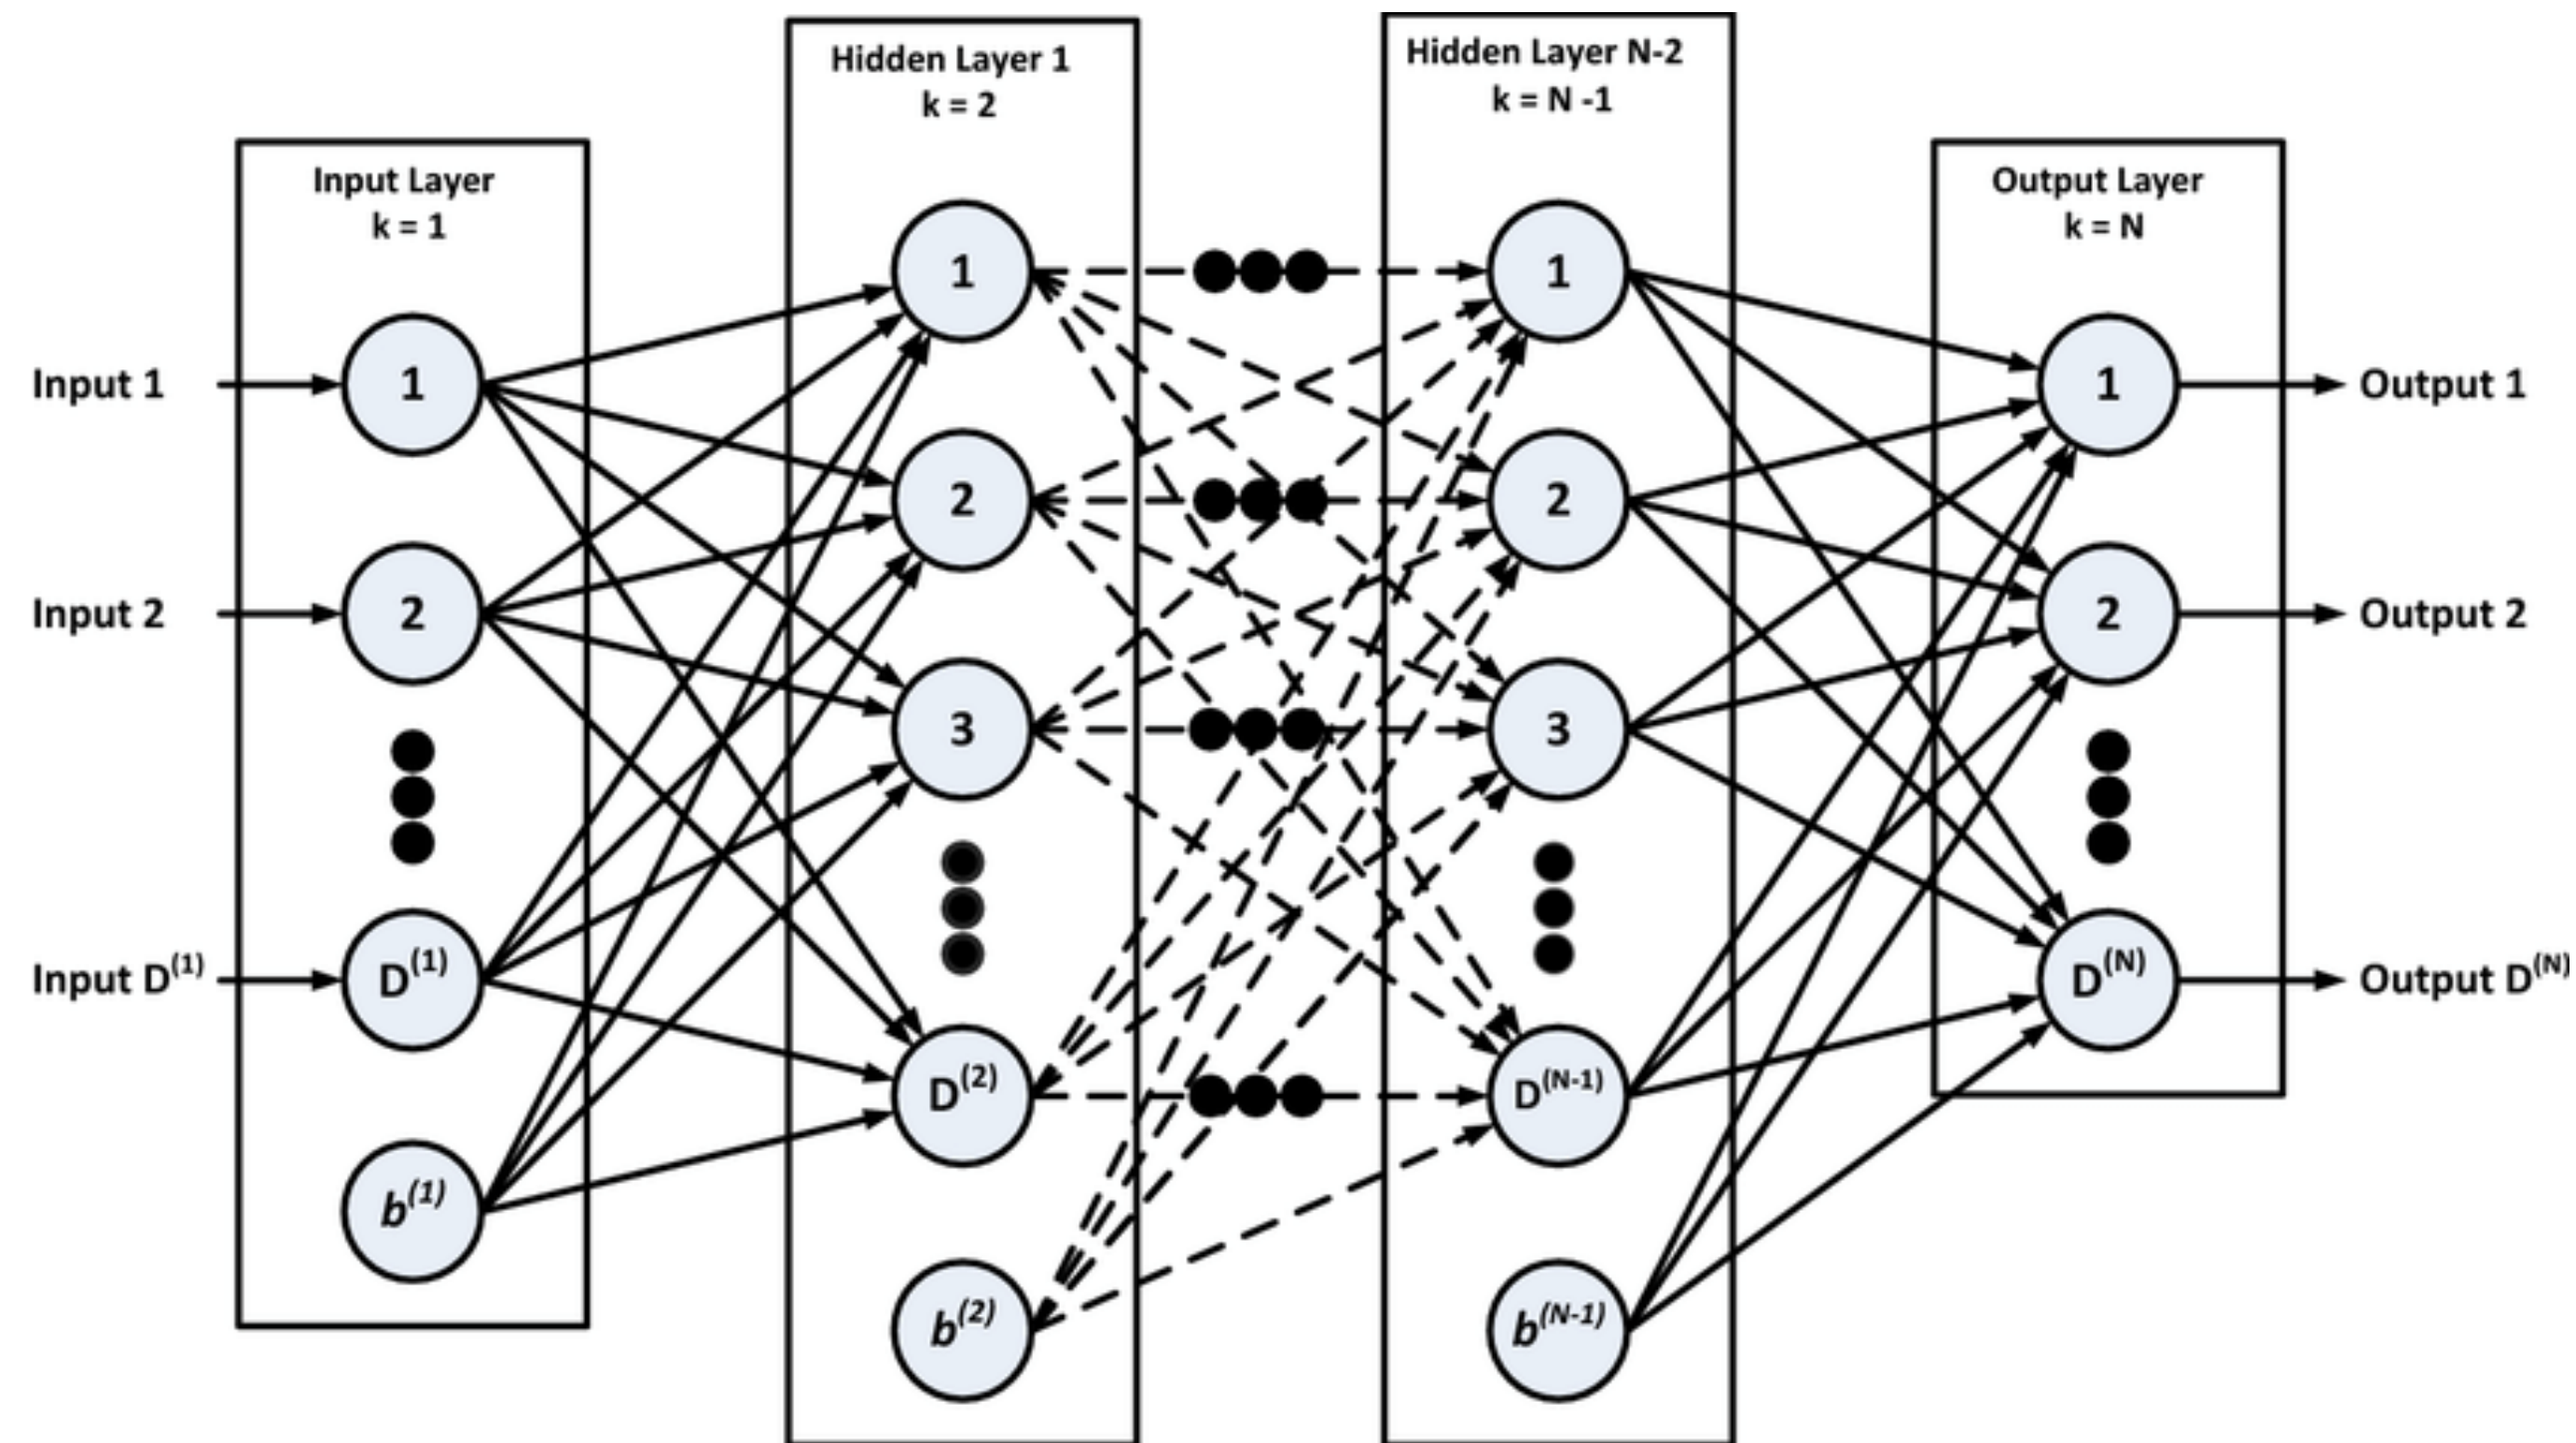 Hidden Layer 1
k = 2
Hidden Layer N-2
k = N -1
Input Layer
k = 1
Output Layer
k = N
Input 1
1
1
1
1
Output 1
2
2
Input 2
2
2
Output 2
3
3
Input D⁽¹⁾
D⁽¹⁾
D⁽ᴺ⁾
Output D⁽ᴺ⁾
D⁽²⁾
D⁽ᴺ⁻¹⁾
b⁽¹⁾
b⁽²⁾
b⁽ᴺ⁻¹⁾